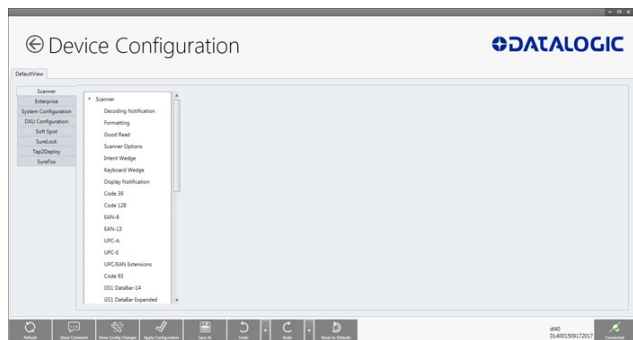 Device Configuration
DATALOGIC
DefaultView
Scanner
Enterprise
System Configuration
DXU Configuration
Soft Spot
SureLock
Tap2Deploy
SureFox
Scanner
Decoding Notification
Formatting
Good Read
Scanner Options
Intent Wedge
Keyboard Wedge
Display Notification
Code 39
Code 128
EAN-8
EAN-13
UPC-A
UPC-E
UPC/EAN Extensions
Code 93
GS1 DataBar-14
GS1 DataBar Expanded
Refresh
Show Comment
Show Config Changes
Apply Configuration
Save As
Undo
Redo
Reset to Defaults
dl40
DL4001509172017
Connected